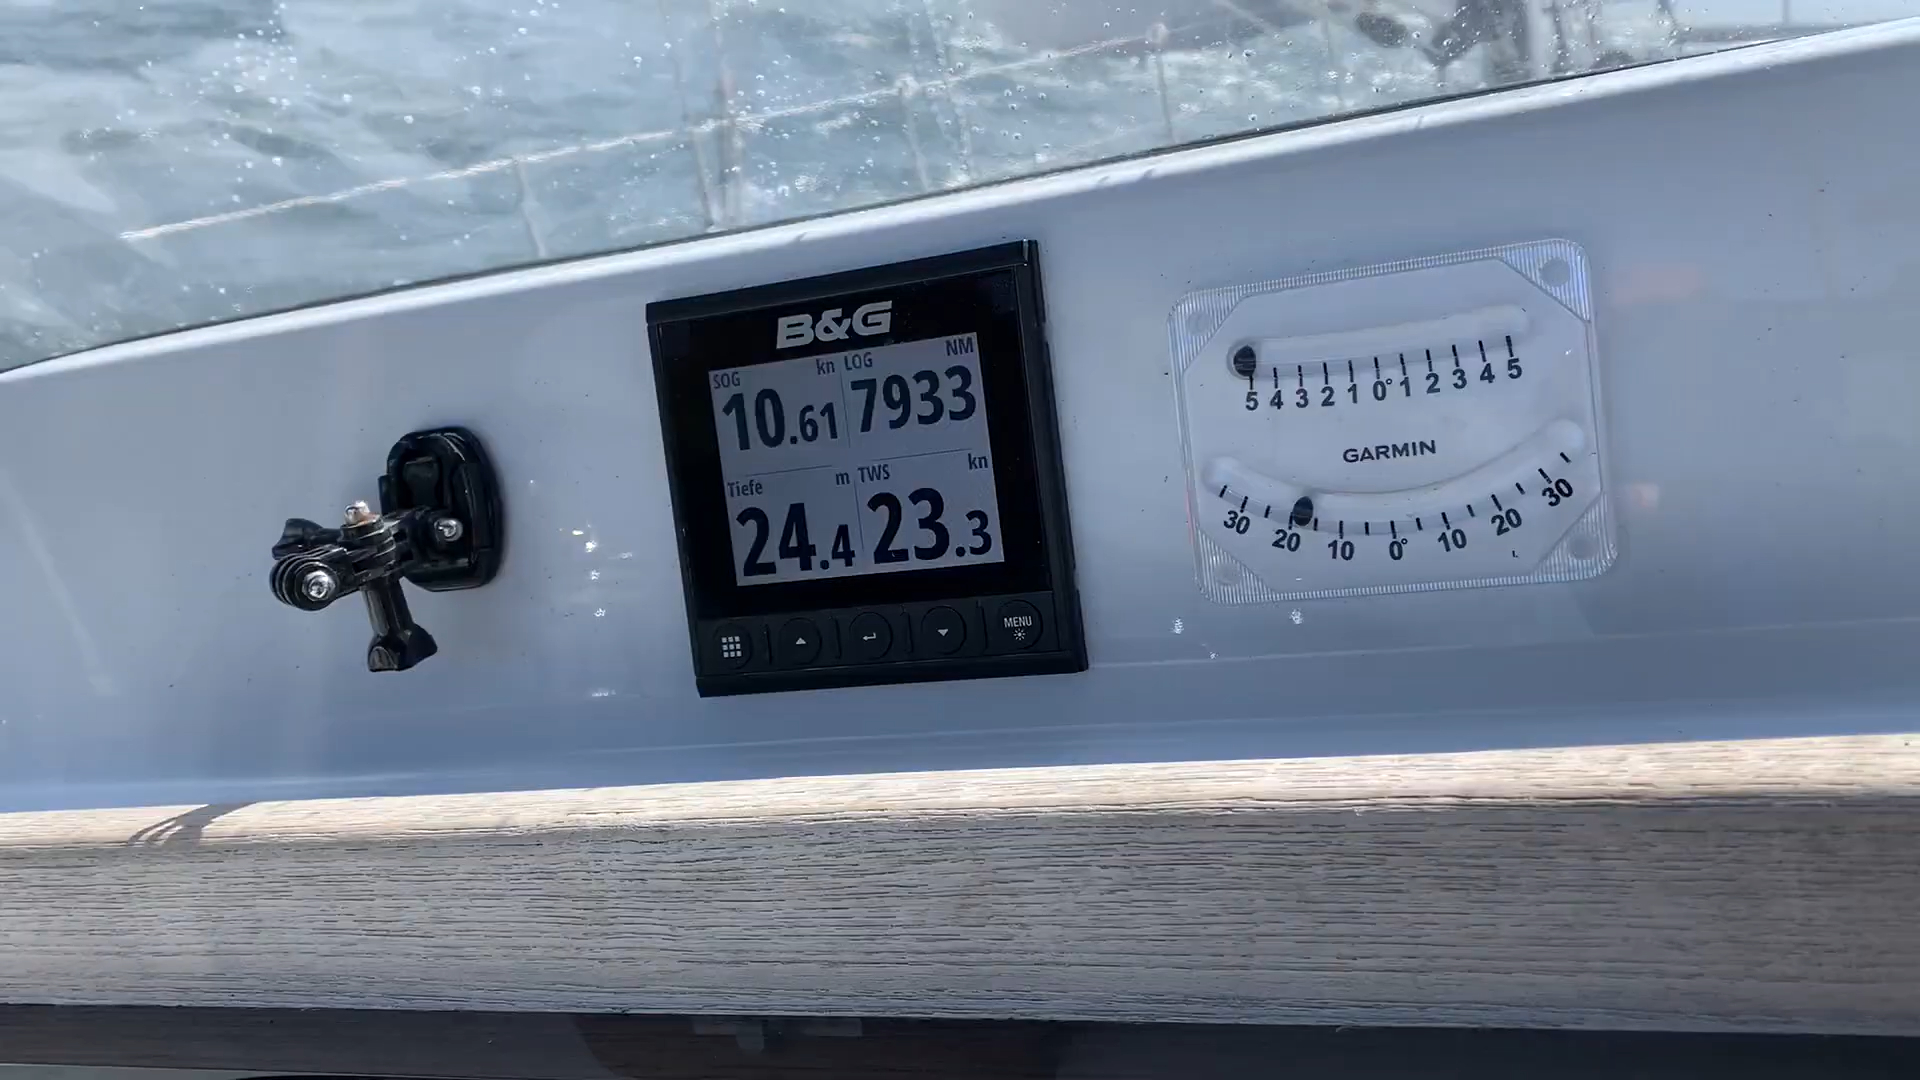 B&G
SOG kn
10.61
LOG NM
7933
Tiefe m
24.4
TWS kn
23.3
MENU
5 4 3 2 1 0° 1 2 3 4 5
GARMIN
30 20 10 0° 10 20 30